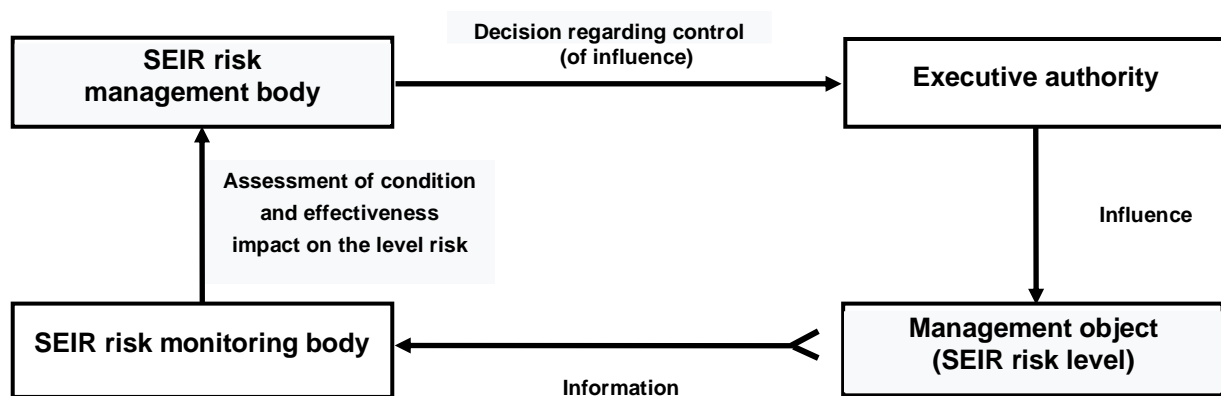 SEIR risk
management body
Decision regarding control
(of influence)
Executive authority
Assessment of condition
and effectiveness
impact on the level risk
Influence
SEIR risk monitoring body
Information
Management object
(SEIR risk level)